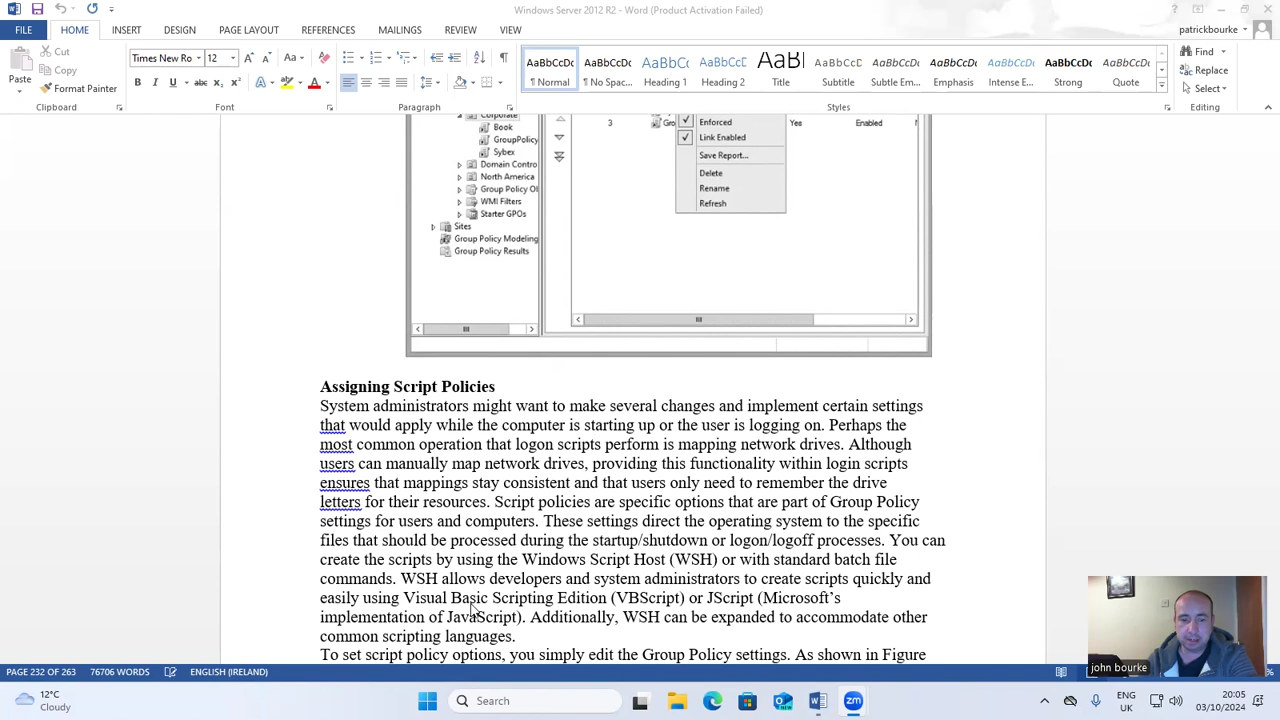 Windows Server 2012 R2 - Word (Product Activation Failed)
FILE HOME INSERT DESIGN PAGE LAYOUT REFERENCES MAILINGS REVIEW VIEW patrickbourke
Paste
Cut
Copy
Format Painter
Clipboard
Times New Ro 12
Font
Paragraph
AaBbCcDc AaBbCcDc AaBbCc AaBbCcD AaBl AaBbCcD AaBbCcDc AaBbCcDc AaBbCcDc AaBbCcDc AaBbCcDc
¶ Normal ¶ No Spac... Heading 1 Heading 2 Title Subtitle Subtle Em... Emphasis Intense E... Strong Quote
Styles
Find
Replace
Select
Editing
Corporate
Book
GroupPolicy
Sybex
Domain Contro
North America
Group Policy Ol
WMI Filters
Starter GPOs
Sites
Group Policy Modeling
Group Policy Results
3 Gro Yes Enabled
Enforced
Link Enabled
Save Report...
Delete
Rename
Refresh
Assigning Script Policies
System administrators might want to make several changes and implement certain settings
that would apply while the computer is starting up or the user is logging on. Perhaps the
most common operation that logon scripts perform is mapping network drives. Although
users can manually map network drives, providing this functionality within login scripts
ensures that mappings stay consistent and that users only need to remember the drive
letters for their resources. Script policies are specific options that are part of Group Policy
settings for users and computers. These settings direct the operating system to the specific
files that should be processed during the startup/shutdown or logon/logoff processes. You can
create the scripts by using the Windows Script Host (WSH) or with standard batch file
commands. WSH allows developers and system administrators to create scripts quickly and
easily using Visual Basic Scripting Edition (VBScript) or JScript (Microsoft’s
implementation of JavaScript). Additionally, WSH can be expanded to accommodate other
common scripting languages.
To set script policy options, you simply edit the Group Policy settings. As shown in Figure
john bourke
PAGE 232 OF 263 76706 WORDS ENGLISH (IRELAND)
12°C
Cloudy
Search
zm
ENG
UK
20:05
03/10/2024